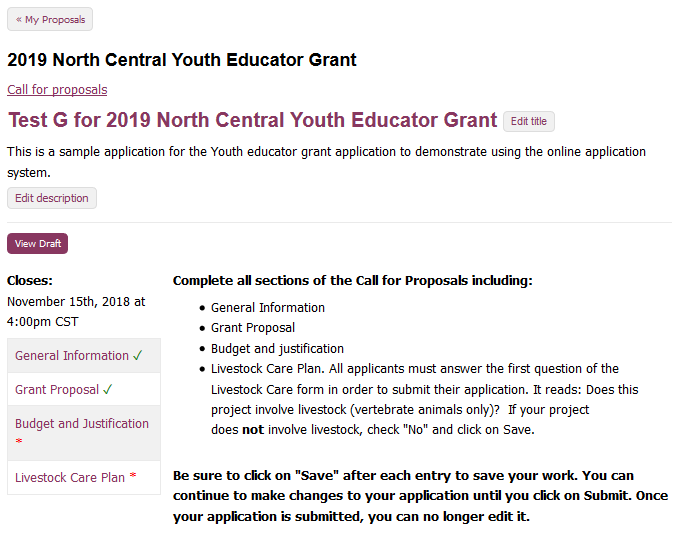 « My Proposals
2019 North Central Youth Educator Grant
Call for proposals
Test G for 2019 North Central Youth Educator Grant Edit title
This is a sample application for the Youth educator grant application to demonstrate using the online application
system.
Edit description
View Draft
Closes:
November 15th, 2018 at
4:00pm CST
General Information ✓
Grant Proposal ✓
Budget and Justification
*
Livestock Care Plan *
Complete all sections of the Call for Proposals including:
• General Information
• Grant Proposal
• Budget and justification
• Livestock Care Plan. All applicants must answer the first question of the
Livestock Care form in order to submit their application. It reads: Does this
project involve livestock (vertebrate animals only)? If your project
does not involve livestock, check "No" and click on Save.
Be sure to click on "Save" after each entry to save your work. You can
continue to make changes to your application until you click on Submit. Once
your application is submitted, you can no longer edit it.